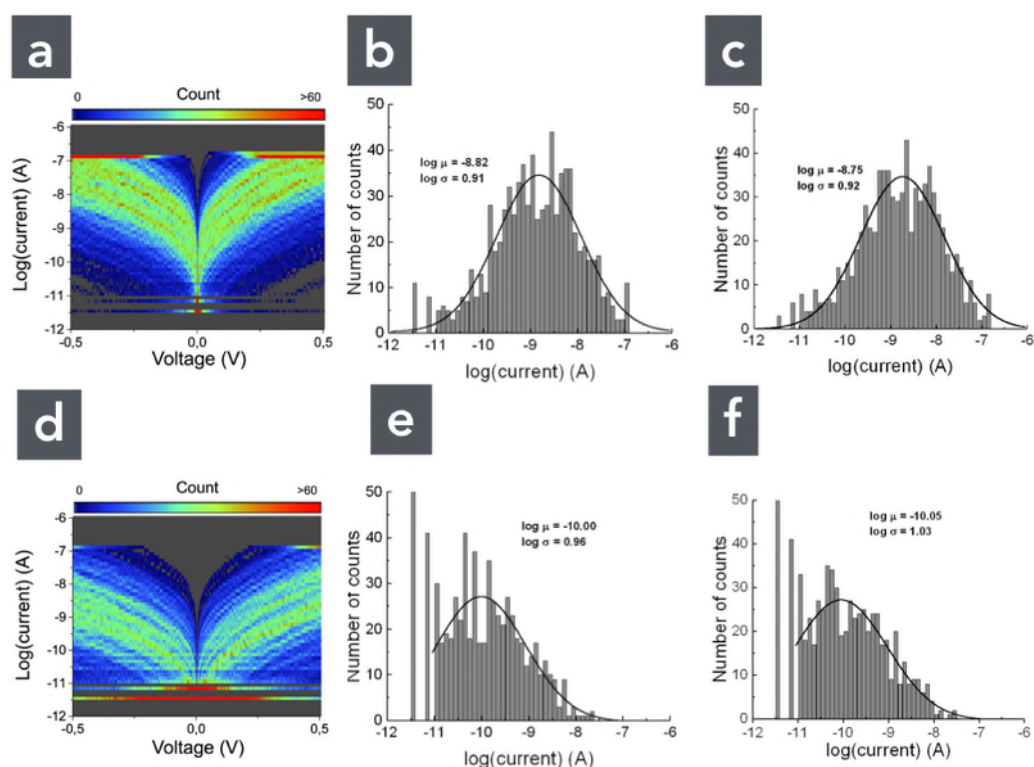 a
Count
0
>60
-6
-7
-8
-9
-10
-11
-12
Log(current) (A)
-0,5
0,0
0,5
Voltage (V)
b
50
40
30
20
10
0
Number of counts
log μ = -8.82
log σ = 0.91
-12 -11 -10 -9 -8 -7 -6
log(current) (A)
c
50
40
30
20
10
0
Number of counts
log μ = -8.75
log σ = 0.92
-12 -11 -10 -9 -8 -7 -6
log(current) (A)
d
Count
0
>60
-6
-7
-8
-9
-10
-11
-12
Log(current) (A)
-0,5
0,0
0,5
Voltage (V)
e
50
40
30
20
10
0
Number of counts
log μ = -10.00
log σ = 0.96
-12 -11 -10 -9 -8 -7 -6
log(current) (A)
f
50
40
30
20
10
0
Number of counts
log μ = -10.05
log σ = 1.03
-12 -11 -10 -9 -8 -7 -6
log(current) (A)